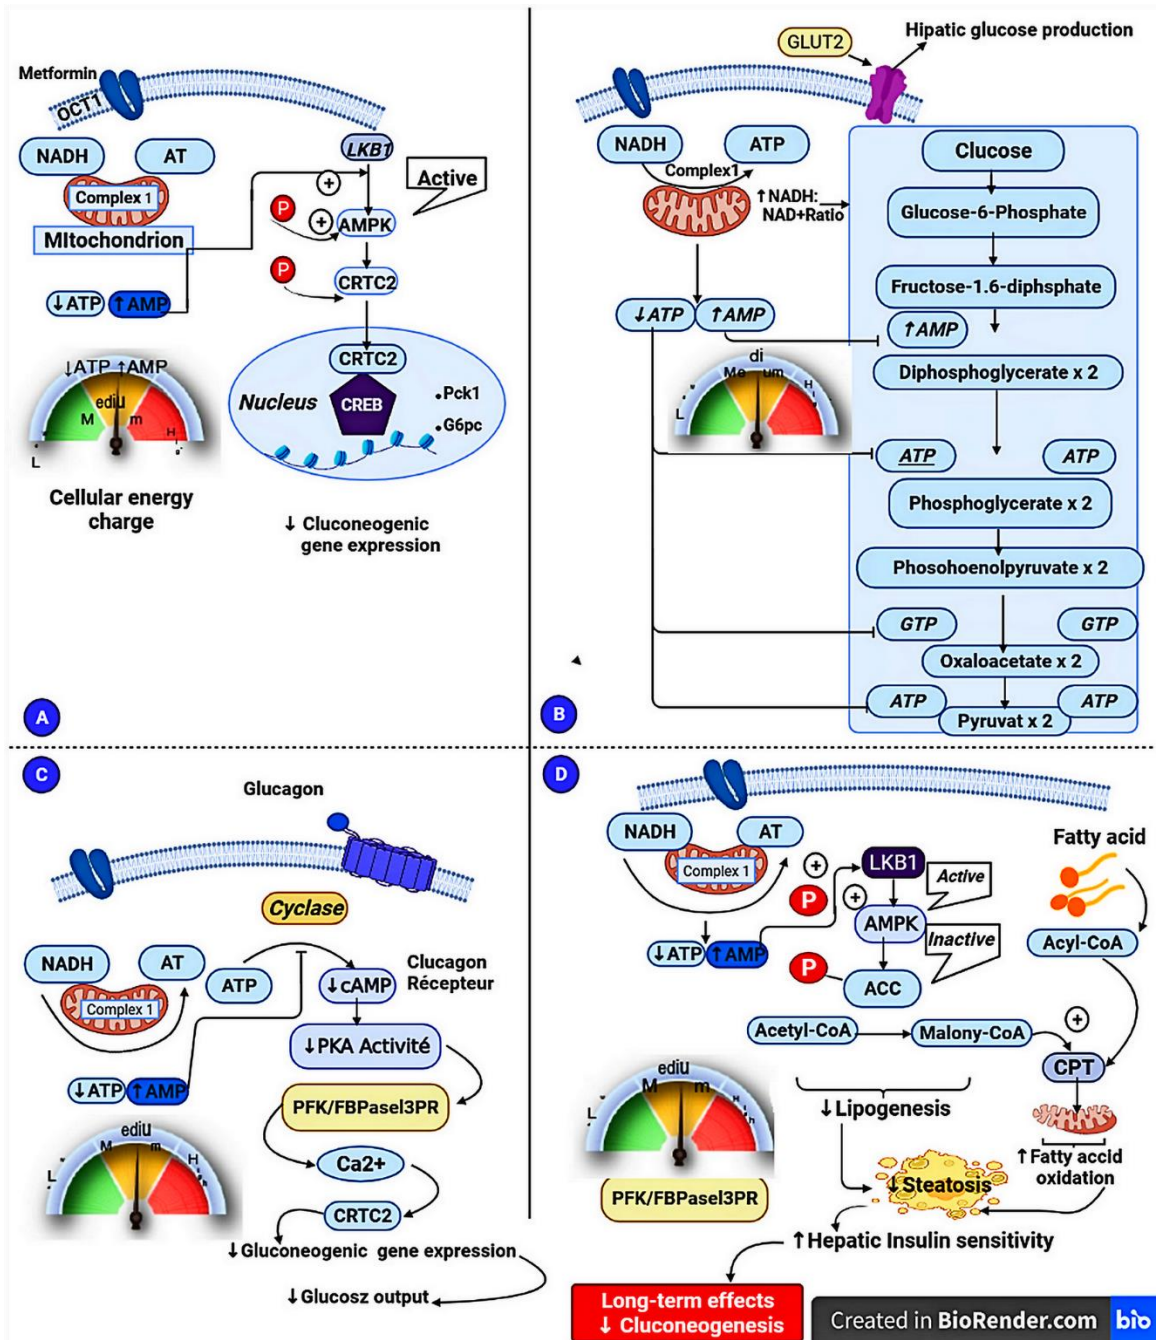 Metformin
OCT1
NADH
AT
Complex 1
MItochondrion
↓ATP
↑AMP
LKB1
+
Active
P
+
AMPK
P
CRTC2
↓ATP ↑AMP
M ediU m
L
H
Cellular energy
charge
CRTC2
Nucleus
CREB
.Pck1
.G6pc
↓ Cluconeogenic
gene expression
A
GLUT2
Hipatic glucose production
NADH
ATP
Complex1
↑NADH:
NAD+Ratio
↓ATP
↑AMP
di
Me um
L
H
Clucose
Glucose-6-Phosphate
Fructose-1.6-diphsphate
↑AMP
Diphosphoglycerate x 2
ATP
ATP
Phosphoglycerate x 2
Phosohoenolpyruvate x 2
GTP
GTP
Oxaloacetate x 2
ATP
ATP
Pyruvat x 2
B
C
Glucagon
Cyclase
NADH
AT
Complex 1
ATP
↓cAMP
Clucagon
Récepteur
↓ATP
↑AMP
↓PKA Activité
PFK/FBPasel3PR
ediU
M m
L
H
Ca2+
CRTC2
↓Gluconeogenic gene expression
↓Glucosz output
D
NADH
AT
Complex 1
+
LKB1
Active
P
+
AMPK
Inactive
↓ATP
↑AMP
P
ACC
Fatty acid
Acyl-CoA
Acetyl-CoA
Malony-CoA
+
CPT
ediU
M m
L
H
PFK/FBPasel3PR
↓Lipogenesis
↑Fatty accid
oxidation
↓Steatosis
↑Hepatic Insulin sensitivity
Long-term effects
↓ Cluconeogenesis
Created in BioRender.com bio